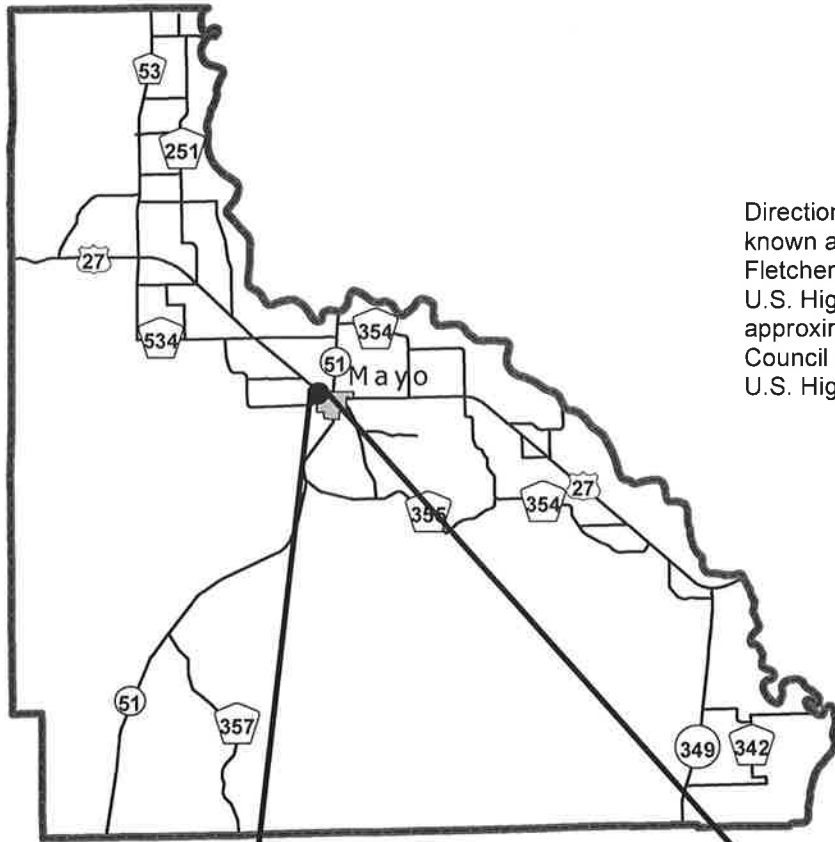 53
251
Direction
known a
Fletcher
U.S. Hig
approxin
Council
U.S. Hig
27
534
354
51
Mayo
27
354
355
51
357
349
342